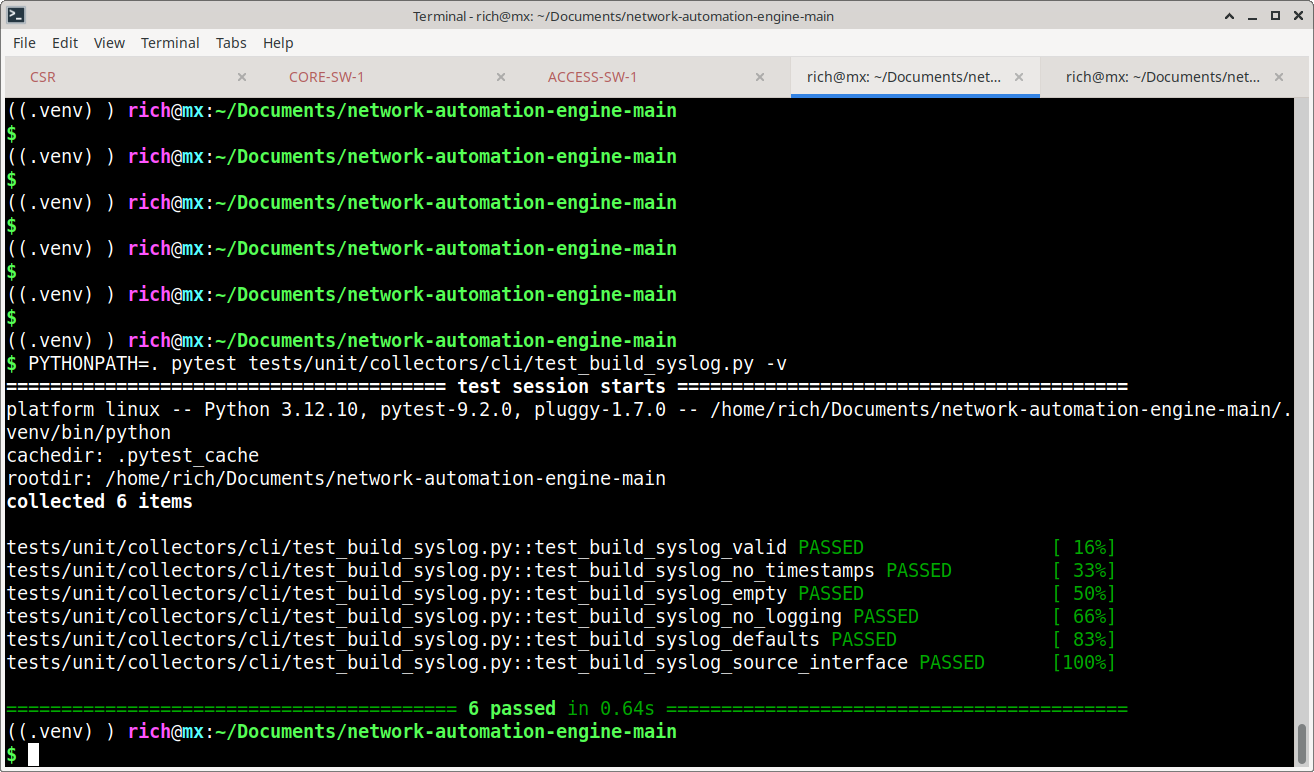 Terminal - rich@mx: ~/Documents/network-automation-engine-main
File Edit View Terminal Tabs Help
CSR CORE-SW-1 ACCESS-SW-1 rich@mx: ~/Documents/net... rich@mx: ~/Documents/net...
((.venv) ) rich@mx:~/Documents/network-automation-engine-main
$
((.venv) ) rich@mx:~/Documents/network-automation-engine-main
$
((.venv) ) rich@mx:~/Documents/network-automation-engine-main
$
((.venv) ) rich@mx:~/Documents/network-automation-engine-main
$
((.venv) ) rich@mx:~/Documents/network-automation-engine-main
$
((.venv) ) rich@mx:~/Documents/network-automation-engine-main
$ PYTHONPATH=. pytest tests/unit/collectors/cli/test_build_syslog.py -v
======================================== test session starts =========================================
platform linux -- Python 3.12.10, pytest-9.2.0, pluggy-1.7.0 -- /home/rich/Documents/network-automation-engine-main/.
venv/bin/python
cachedir: .pytest_cache
rootdir: /home/rich/Documents/network-automation-engine-main
collected 6 items
tests/unit/collectors/cli/test_build_syslog.py::test_build_syslog_valid PASSED [ 16%]
tests/unit/collectors/cli/test_build_syslog.py::test_build_syslog_no_timestamps PASSED [ 33%]
tests/unit/collectors/cli/test_build_syslog.py::test_build_syslog_empty PASSED [ 50%]
tests/unit/collectors/cli/test_build_syslog.py::test_build_syslog_no_logging PASSED [ 66%]
tests/unit/collectors/cli/test_build_syslog.py::test_build_syslog_defaults PASSED [ 83%]
tests/unit/collectors/cli/test_build_syslog.py::test_build_syslog_source_interface PASSED [100%]
========================================= 6 passed in 0.64s ==========================================
((.venv) ) rich@mx:~/Documents/network-automation-engine-main
$